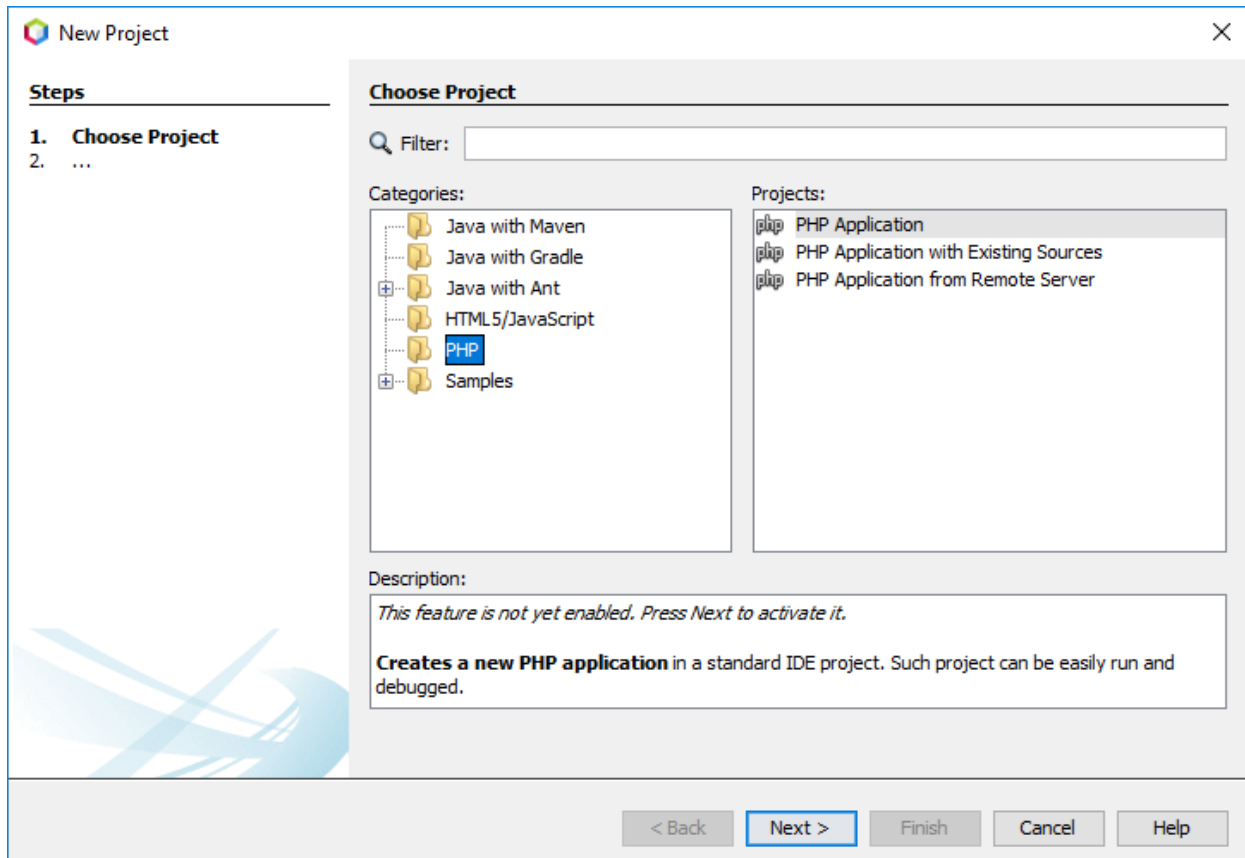 New Project
Steps
1. Choose Project
2. ...
Choose Project
Filter:
Categories:
Java with Maven
Java with Gradle
Java with Ant
HTML5/JavaScript
PHP
Samples
Projects:
php PHP Application
php PHP Application with Existing Sources
php PHP Application from Remote Server
Description:
This feature is not yet enabled. Press Next to activate it.
Creates a new PHP application in a standard IDE project. Such project can be easily run and
debugged.
< Back Next > Finish Cancel Help